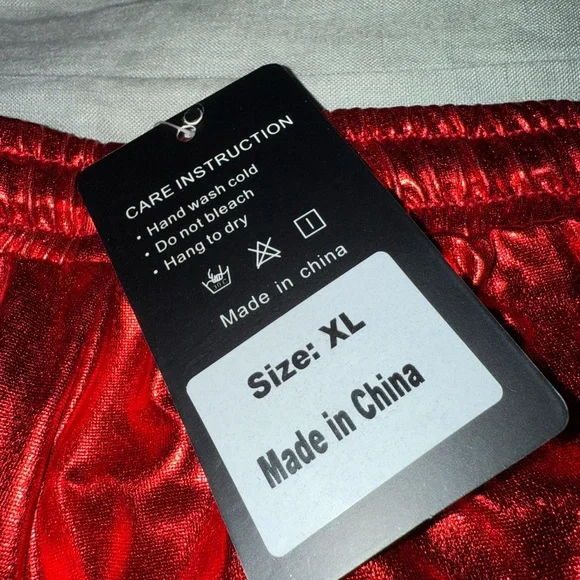 CARE INSTRUCTION
• Hand wash cold
• Do not bleach
• Hang to dry
30C
Made in china
Size: XL
Made in China